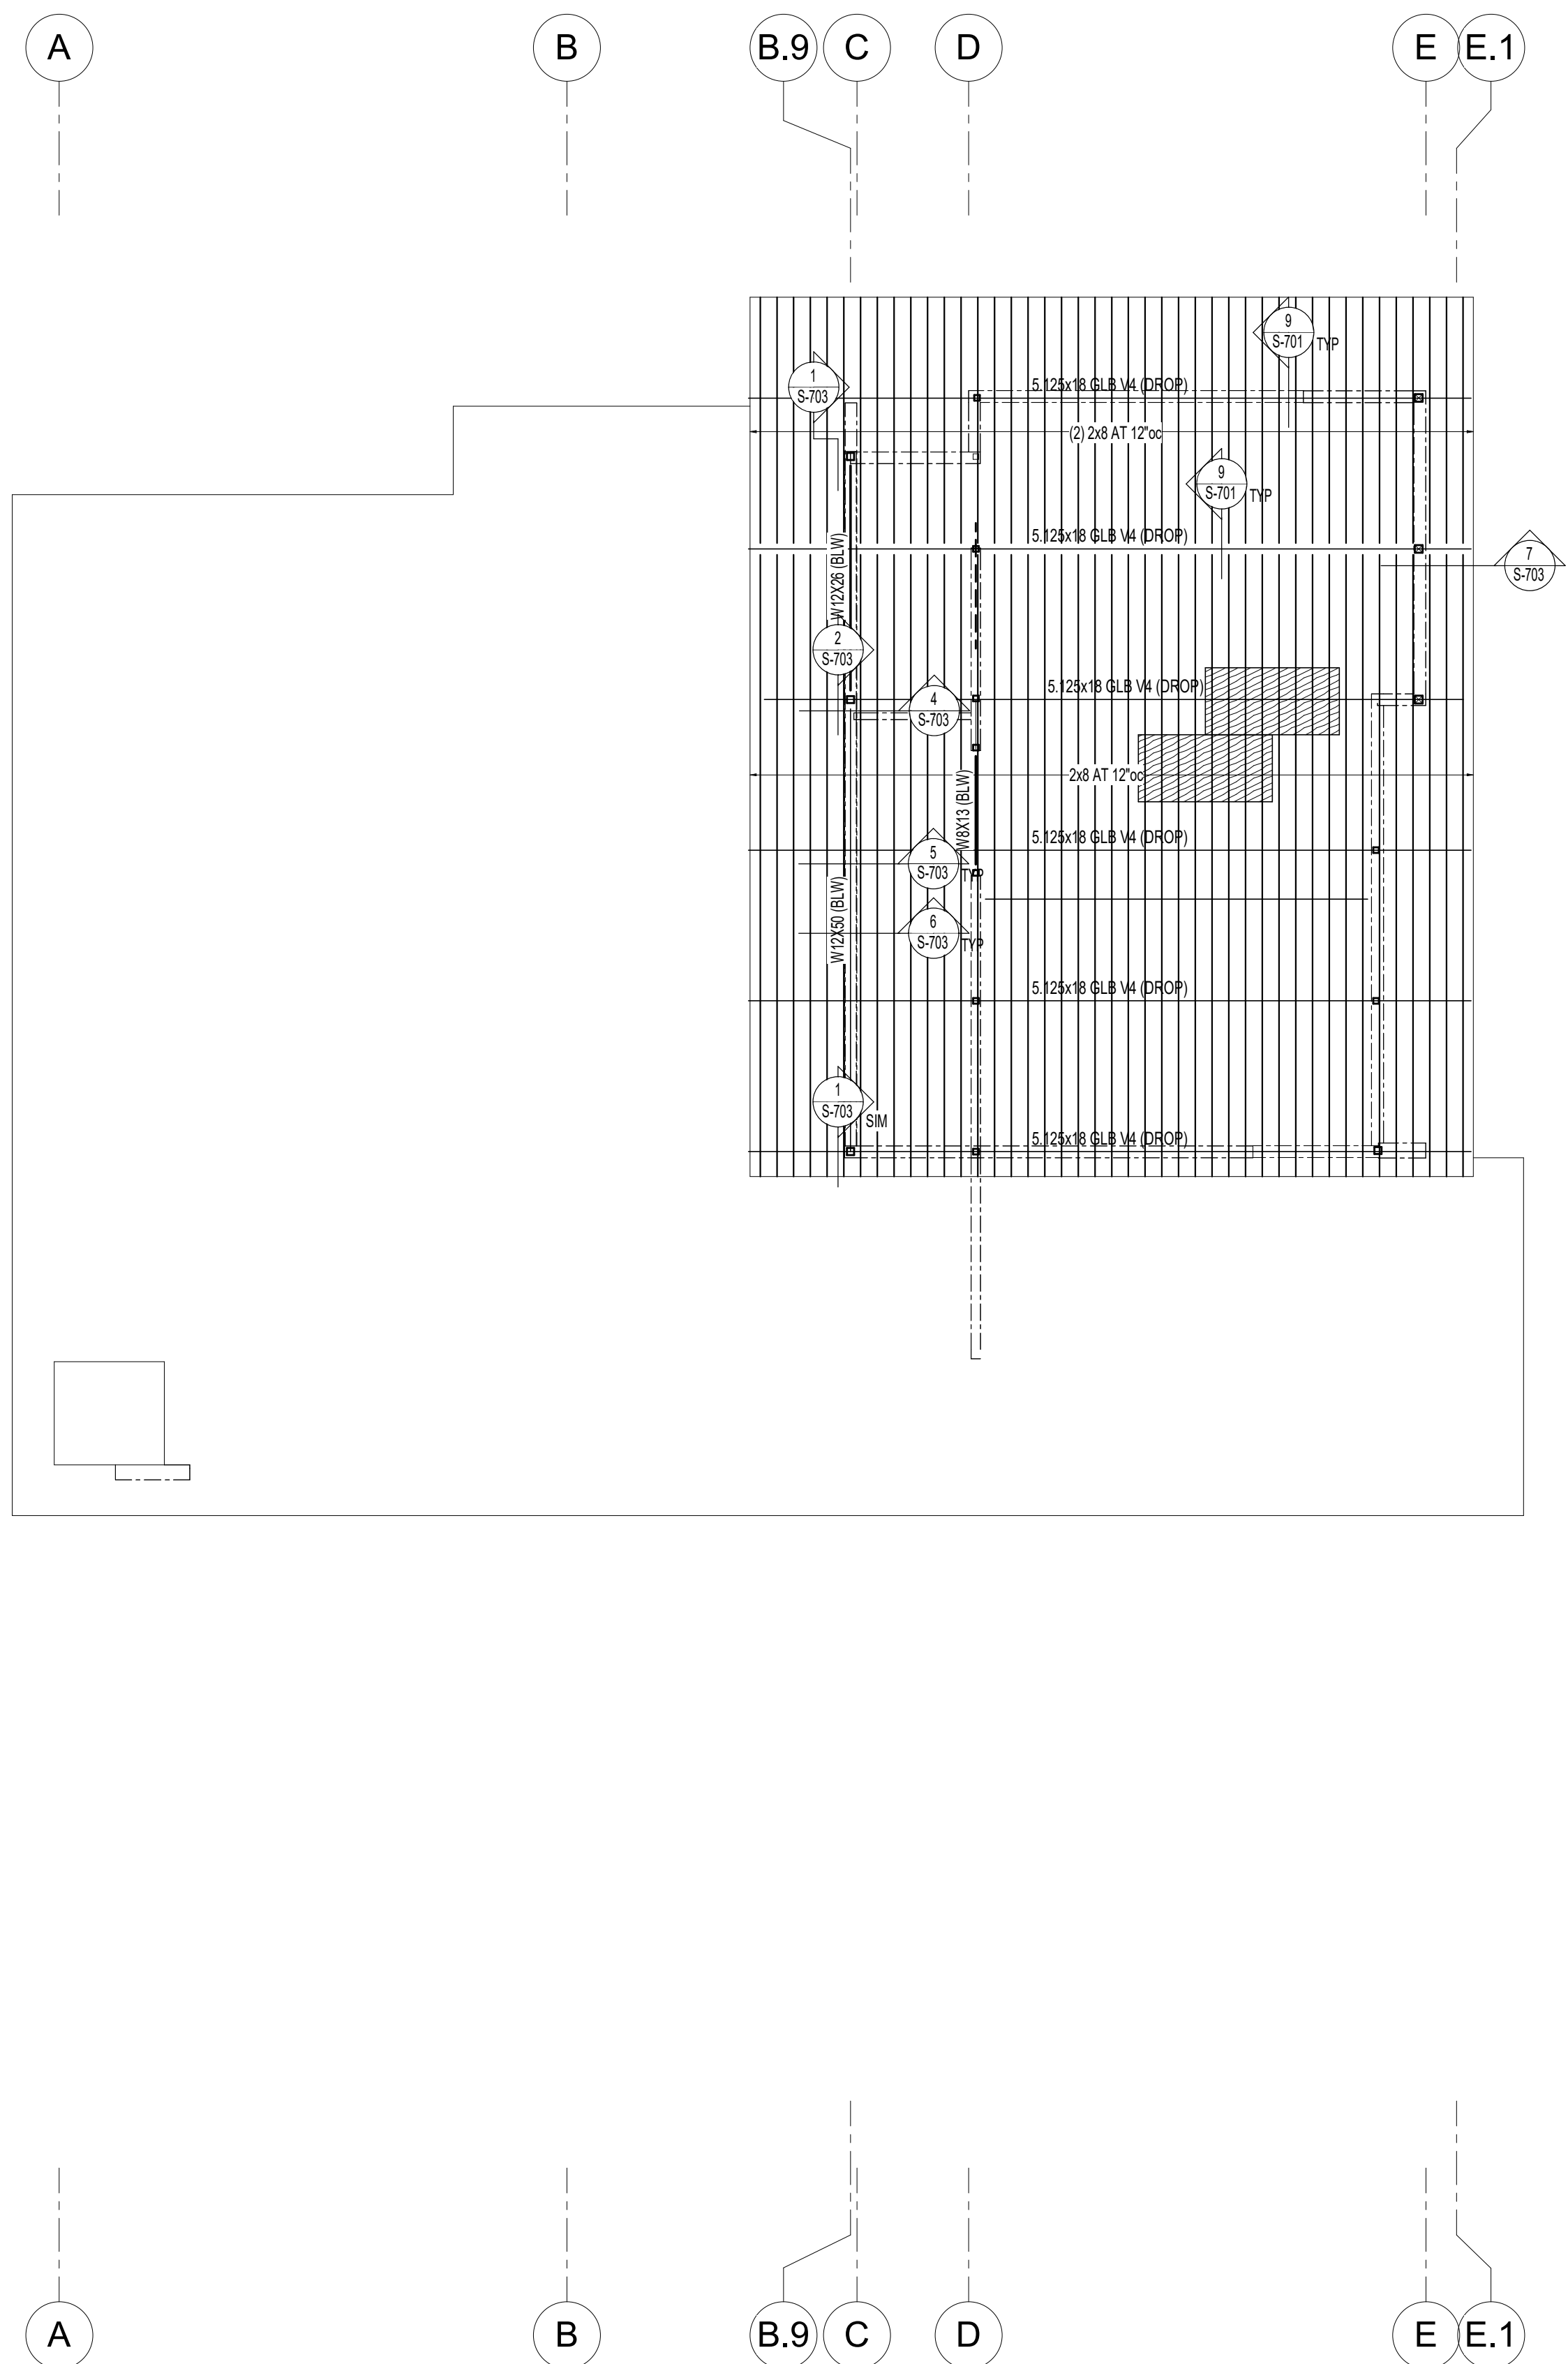 A
B
B.9
C
D
E
E.1
9
S-701
TYP
1
S-703
5.125x18 GLB V4 (DROP)
(2) 2x8 AT 12"oc
9
S-701
TYP
5.125x18 GLB V4 (DROP)
W12X26 (BLW)
7
S-703
2
S-703
5.125x18 GLB V4 (DROP)
4
S-703
2x8 AT 12"oc
W8X13 (BLW)
5.125x18 GLB V4 (DROP)
5
S-703
TYP
W12X50 (BLW)
6
S-703
TYP
5.125x18 GLB V4 (DROP)
1
S-703
SIM
5.125x18 GLB V4 (DROP)
A
B
B.9
C
D
E
E.1